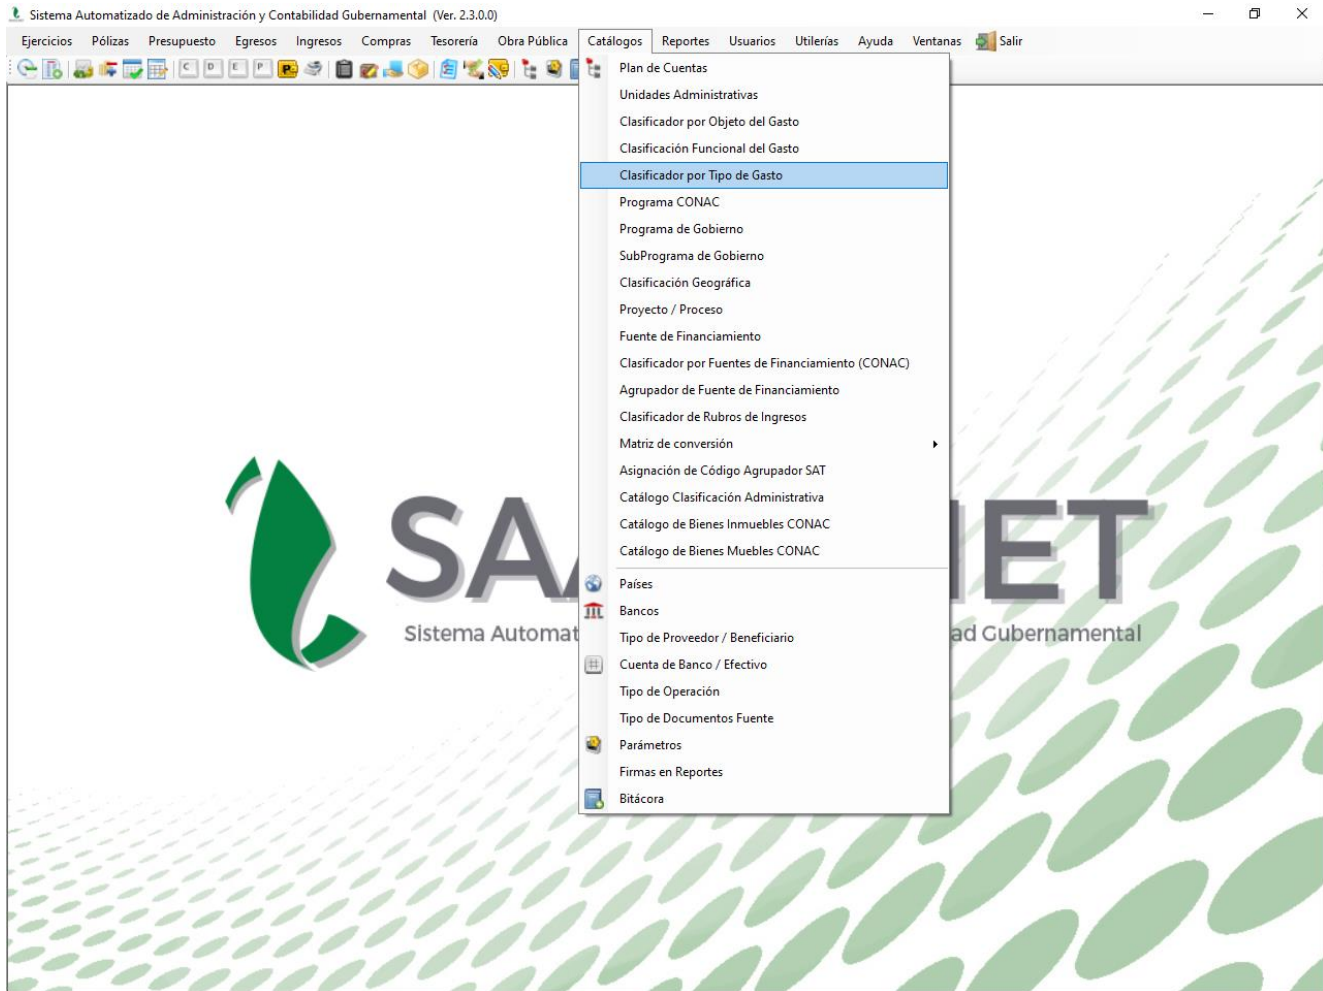 Sistema Automatizado de Administración y Contabilidad Gubernamental (Ver. 2.3.0.0)
Ejercicios Pólizas Presupuesto Egresos Ingresos Compras Tesorería Obra Pública Catálogos Reportes Usuarios Utilerías Ayuda Ventanas Salir
C D E P
Plan de Cuentas
Unidades Administrativas
Clasificador por Objeto del Gasto
Clasificación Funcional del Gasto
Clasificador por Tipo de Gasto
Programa CONAC
Programa de Gobierno
SubPrograma de Gobierno
Clasificación Geográfica
Proyecto / Proceso
Fuente de Financiamiento
Clasificador por Fuentes de Financiamiento (CONAC)
Agrupador de Fuente de Financiamiento
Clasificador de Rubros de Ingresos
Matriz de conversión
Asignación de Código Agrupador SAT
Catálogo Clasificación Administrativa
Catálogo de Bienes Inmuebles CONAC
Catálogo de Bienes Muebles CONAC
Países
Bancos
Tipo de Proveedor / Beneficiario
Cuenta de Banco / Efectivo
Tipo de Operación
Tipo de Documentos Fuente
Parámetros
Firmas en Reportes
Bitácora
SA ET
Sistema Automat ad Gubernamental